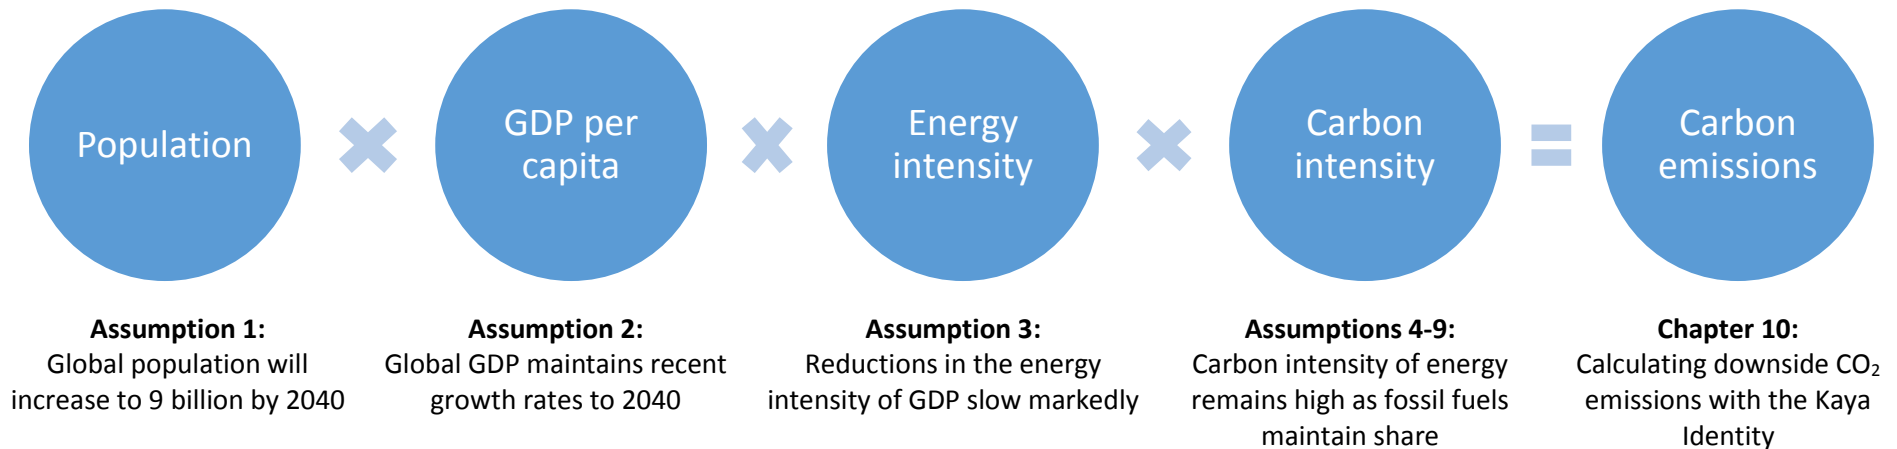 Population
GDP per
capita
Energy
intensity
Carbon
intensity
Carbon
emissions
Assumption 1:
Global population will
increase to 9 billion by 2040
Assumption 2:
Global GDP maintains recent
growth rates to 2040
Assumption 3:
Reductions in the energy
intensity of GDP slow markedly
Assumptions 4-9:
Carbon intensity of energy
remains high as fossil fuels
maintain share
Chapter 10:
Calculating downside CO₂
emissions with the Kaya
Identity